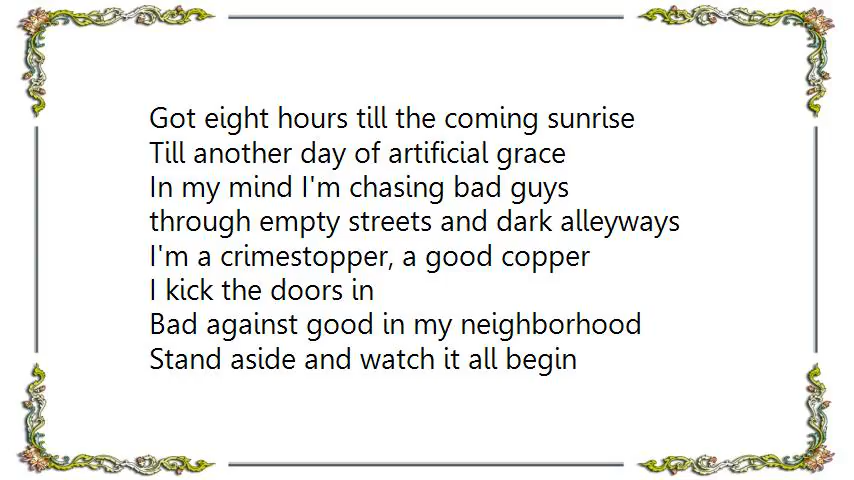 Got eight hours till the coming sunrise
Till another day of artificial grace
In my mind I'm chasing bad guys
through empty streets and dark alleyways
I'm a crimestopper, a good copper
I kick the doors in
Bad against good in my neighborhood
Stand aside and watch it all begin